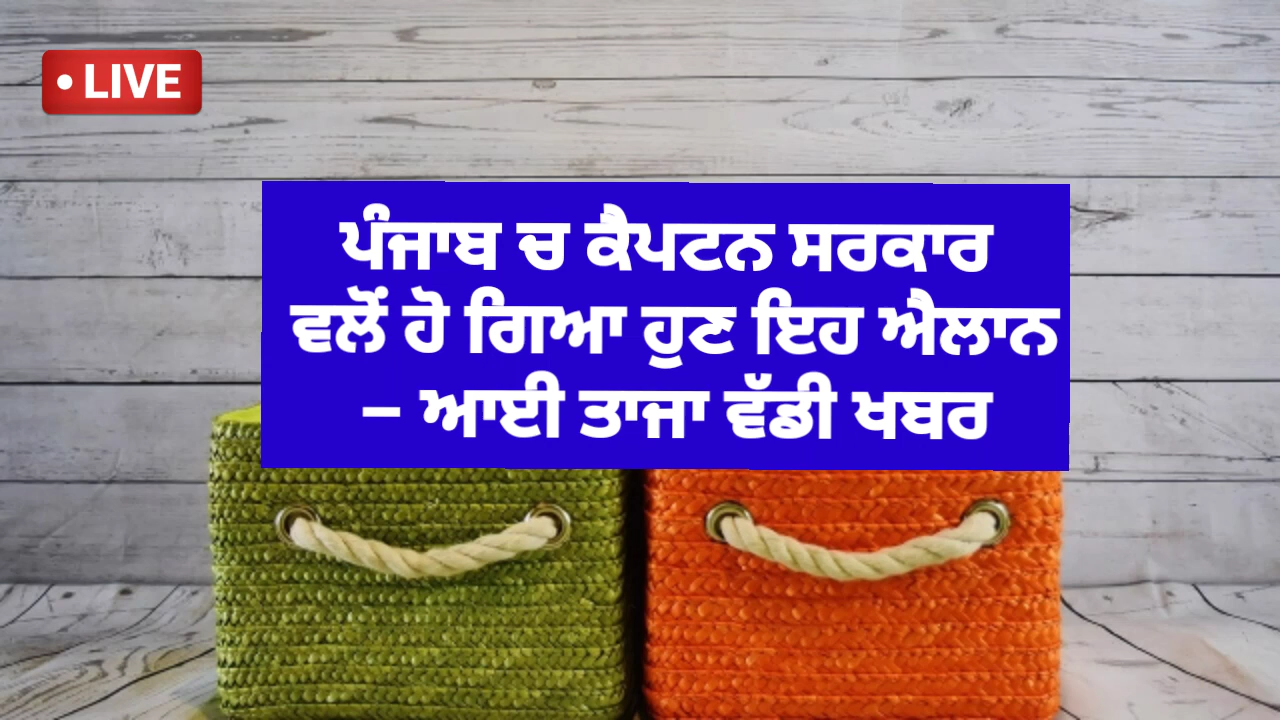 • LIVE
ਪੰਜਾਬ ਚ ਕੈਪਟਨ ਸਰਕਾਰ
ਵਲੋਂ ਹੋ ਗਿਆ ਹੁਣ ਇਹ ਐਲਾਨ
– ਆਈ ਤਾਜਾ ਵੱਡੀ ਖਬਰ